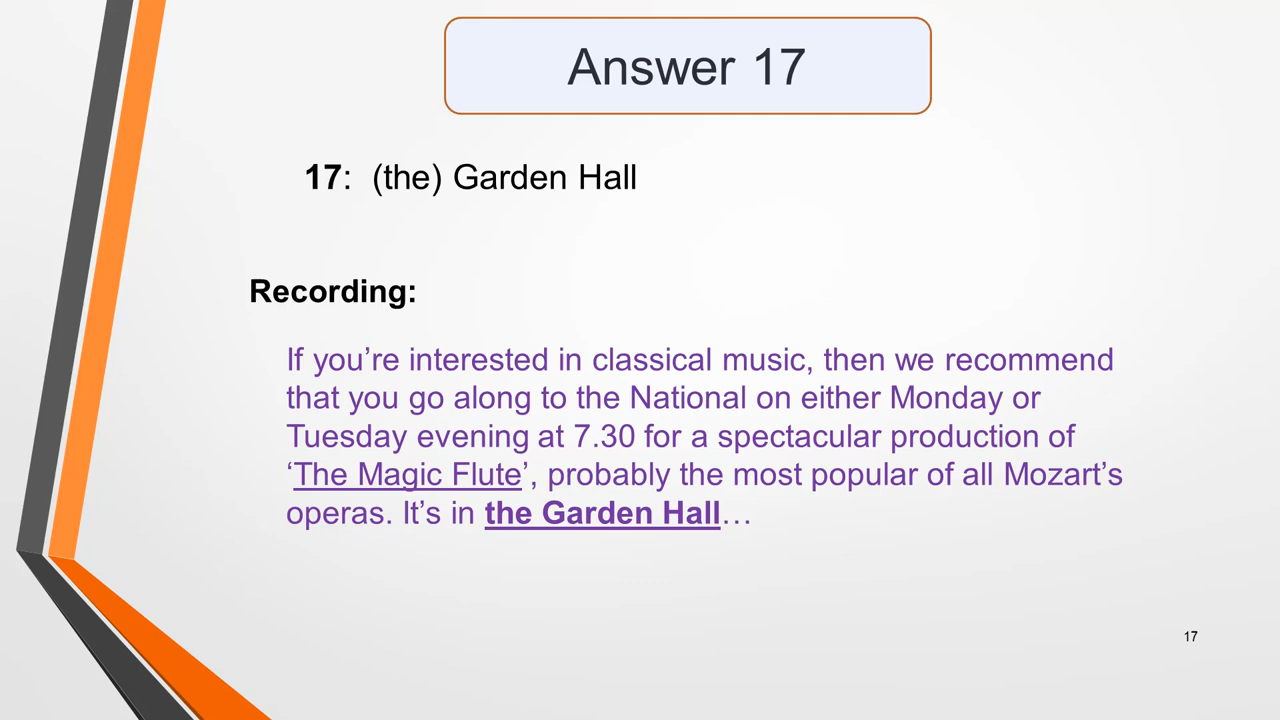 Answer 17
17: (the) Garden Hall
Recording:
If you’re interested in classical music, then we recommend
that you go along to the National on either Monday or
Tuesday evening at 7.30 for a spectacular production of
‘The Magic Flute’, probably the most popular of all Mozart’s
operas. It’s in the Garden Hall…
17